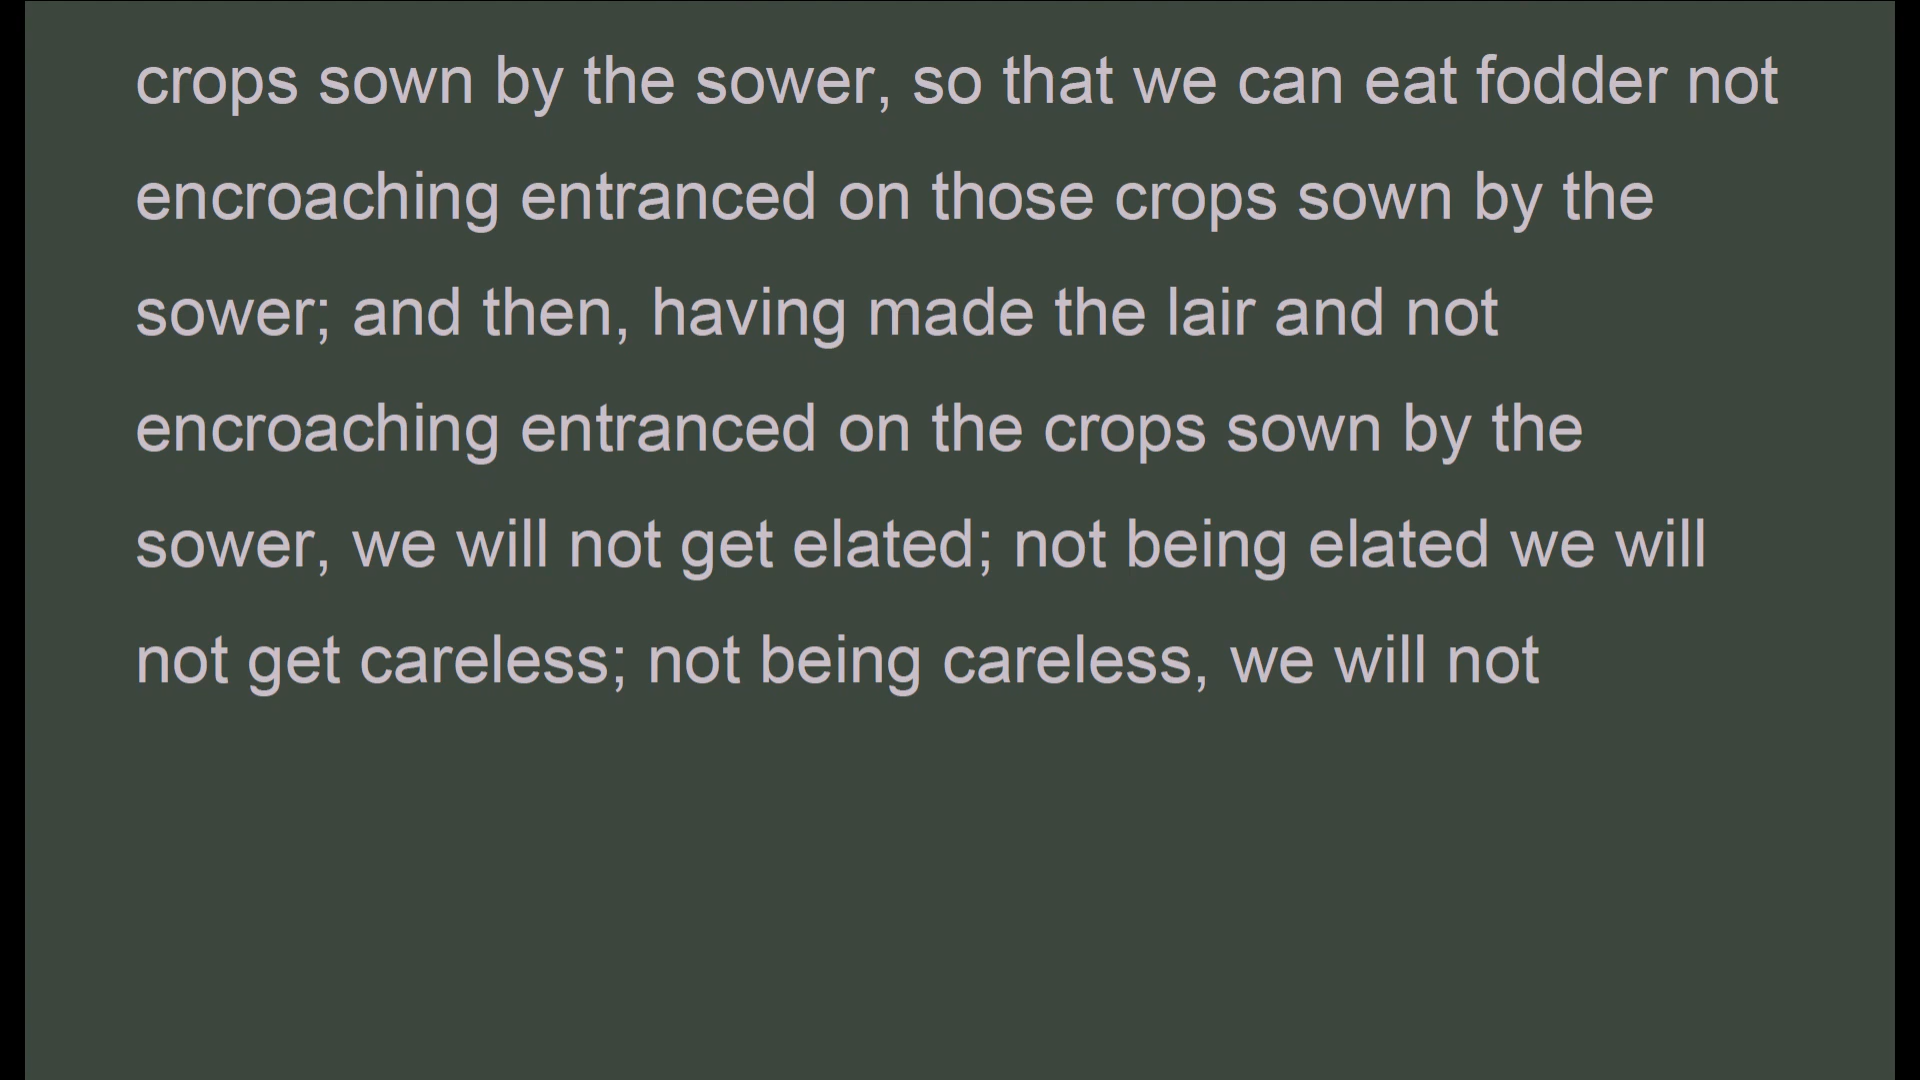 crops sown by the sower, so that we can eat fodder not
encroaching entranced on those crops sown by the
sower; and then, having made the lair and not
encroaching entranced on the crops sown by the
sower, we will not get elated; not being elated we will
not get careless; not being careless, we will not